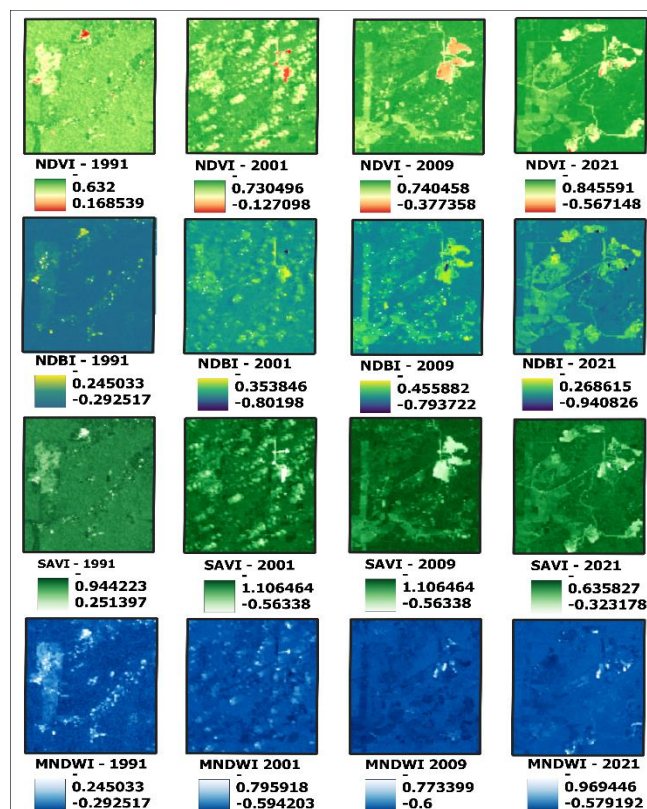 NDVI - 1991
NDVI - 2001
NDVI - 2009
NDVI - 2021
0.632
0.168539
0.730496
-0.127098
0.740458
-0.377358
0.845591
-0.567148
NDBI - 1991
NDBI - 2001
NDBI - 2009
NDBI - 2021
0.245033
-0.292517
0.353846
-0.80198
0.455882
-0.793722
0.268615
-0.940826
SAVI - 1991
SAVI - 2001
SAVI - 2009
SAVI - 2021
0.944223
0.251397
1.106464
-0.56338
1.106464
-0.56338
0.635827
-0.323178
MNDWI - 1991
MNDWI 2001
MNDWI 2009
MNDWI - 2021
0.245033
-0.292517
0.795918
-0.594203
0.773399
-0.6
0.969446
-0.579192